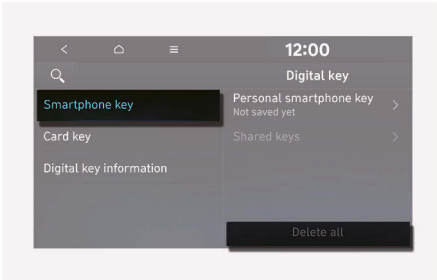 12:00
Digital key
Smartphone key
Card key
Digital key information
Personal smartphone key
Not saved yet
Shared keys
Delete all